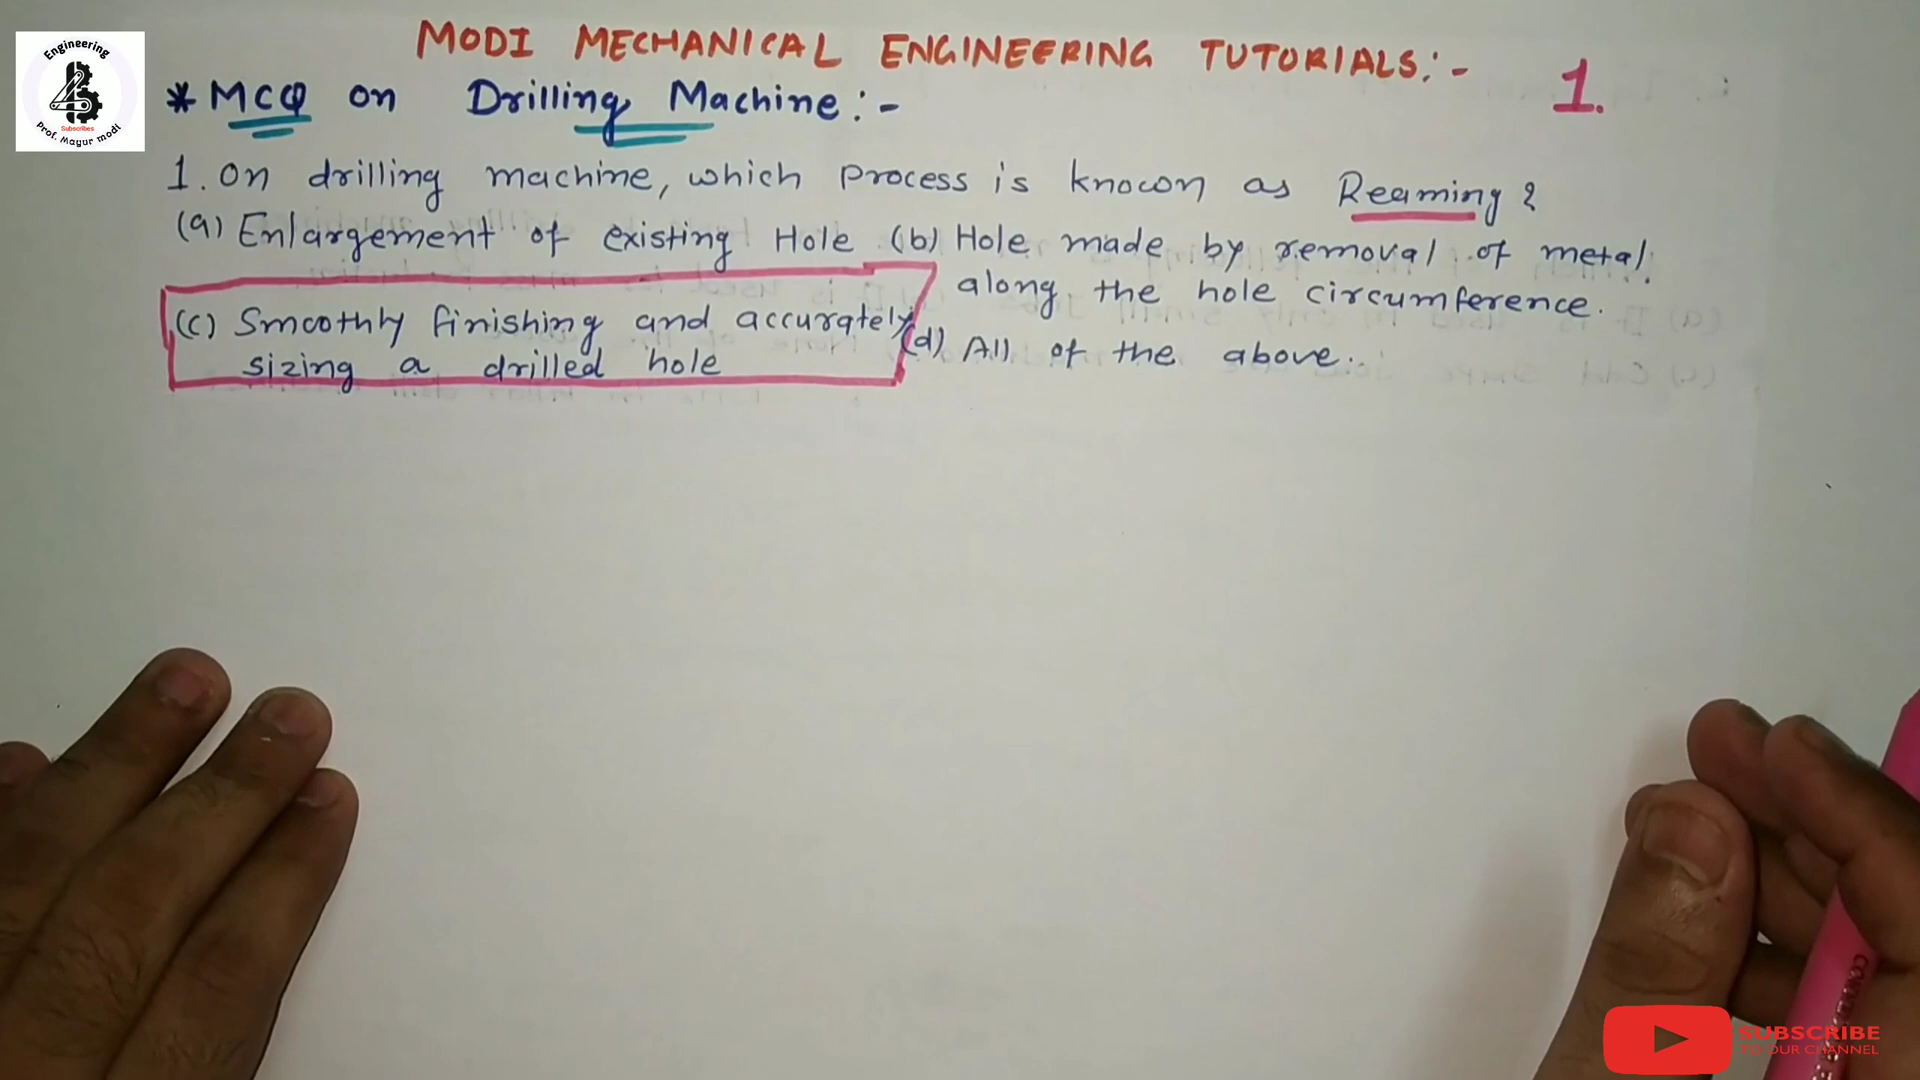 Engineering
Subscribes
Prof. Mayur modi
MODI MECHANICAL ENGINEERING TUTORIALS:-
1.
* MCQ on Drilling Machine:-
1. On drilling machine, which process is known as Reaming ?
(a) Enlargement of existing Hole (b) Hole made by removal of metal
along the hole circumference.
(c) Smoothly finishing and accurately
sizing a drilled hole
(d) All of the above.
SUBSCRIBE
TO OUR CHANNEL